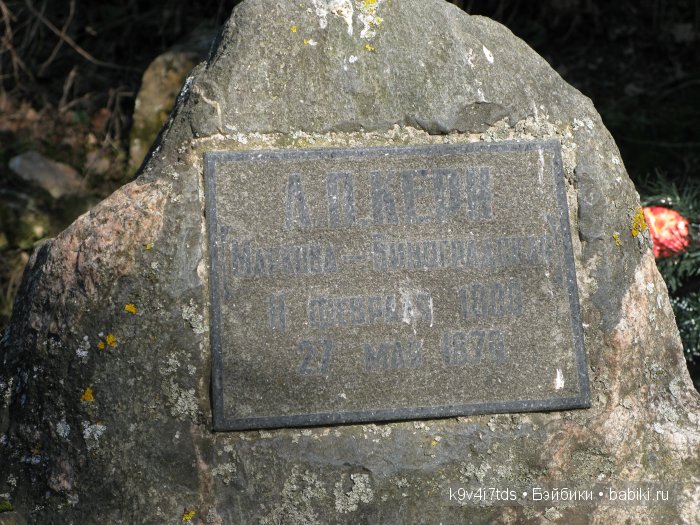 А.П. КЕРН
МАРКОВА — ВИНОГРАДСКАЯ
11 ФЕВРАЛЯ 1800
27 МАЯ 1879
k9v4i7tds • Бэйбики • babiki.ru